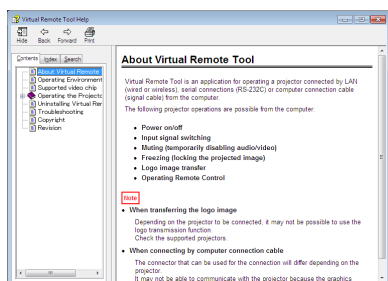 Virtual Remote Tool Help
Hide Back Forward Print
Contents Index Search
About Virtual Remote
Operating Environment
Supported video chip
Operating the Projecto
Uninstalling Virtual Rer
Troubleshooting
Copyright
Revision
About Virtual Remote Tool
Virtual Remote Tool is an application for operating a projector connected by LAN
(wired or wireless), serial connections (RS-232C) or computer connection cable
(signal cable) from the computer.
The following projector operations are possible from the computer.
• Power on/off
• Input signal switching
• Muting (temporarily disabling audio/video)
• Freezing (locking the projected image)
• Logo image transfer
• Operating Remote Control
Note
• When transferring the logo image
Depending on the projector to be connected, it may not be possible to use the
logo transmission function.
Check the supported projectors.
• When connecting by computer connection cable
The connector that can be used for the connection will differ depending on the
projector.
It may not be able to communicate with the projector because the graphics